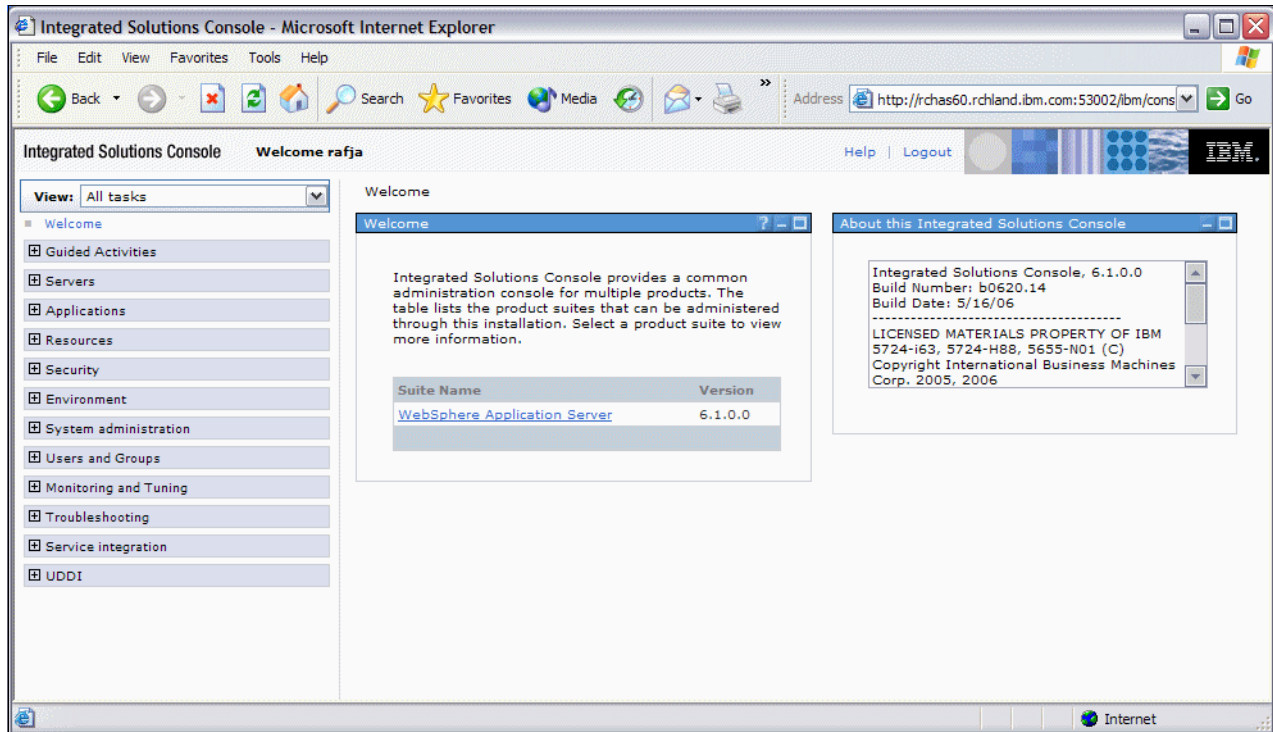 Integrated Solutions Console - Microsoft Internet Explorer
File Edit View Favorites Tools Help
Back Search Favorites Media » Address http://rchas60.rchland.ibm.com:53002/ibm/cons Go
Integrated Solutions Console Welcome rafja Help | Logout IBM.
View: All tasks
Welcome
Guided Activities
Servers
Applications
Resources
Security
Environment
System administration
Users and Groups
Monitoring and Tuning
Troubleshooting
Service integration
UDDI
Welcome
Welcome ?
Integrated Solutions Console provides a common
administration console for multiple products. The
table lists the product suites that can be administered
through this installation. Select a product suite to view
more information.
Suite Name Version
WebSphere Application Server 6.1.0.0
About this Integrated Solutions Console
Integrated Solutions Console, 6.1.0.0
Build Number: b0620.14
Build Date: 5/16/06
----------------------------------------
LICENSED MATERIALS PROPERTY OF IBM
5724-i63, 5724-H88, 5655-N01 (C)
Copyright International Business Machines
Corp. 2005, 2006
Internet